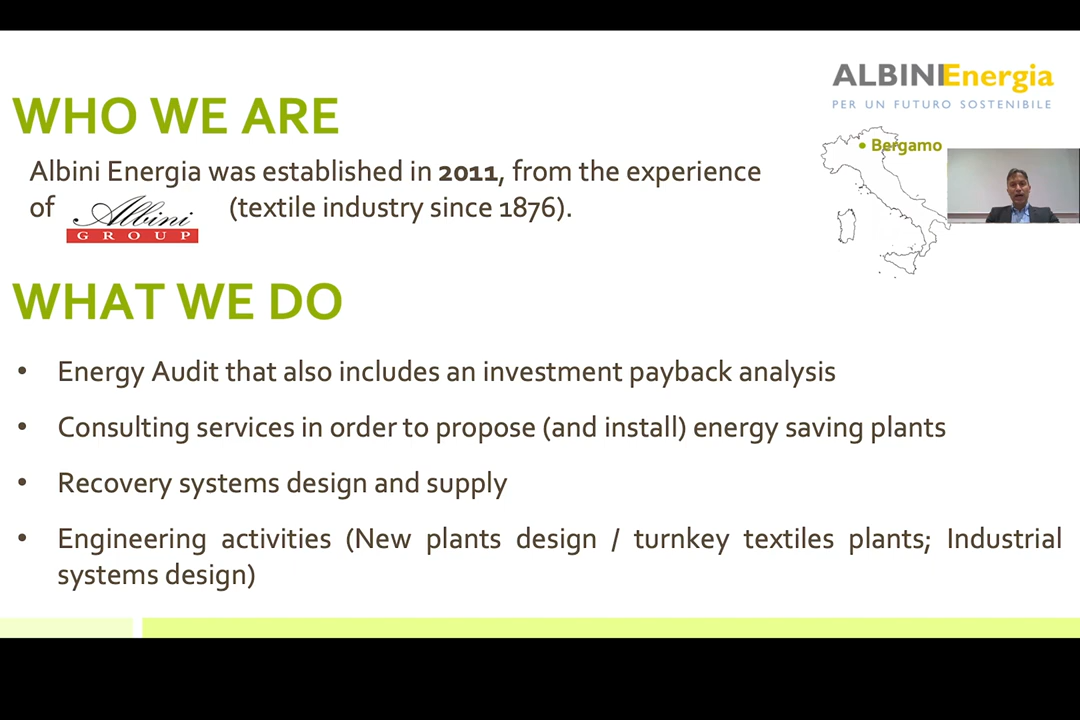 ALBINIEnergia
PER UN FUTURO SOSTENIBILE
WHO WE ARE
• Bergamo
Albini Energia was established in 2011, from the experience
of Albini GROUP (textile industry since 1876).
WHAT WE DO
• Energy Audit that also includes an investment payback analysis
• Consulting services in order to propose (and install) energy saving plants
• Recovery systems design and supply
• Engineering activities (New plants design / turnkey textiles plants; Industrial
systems design)